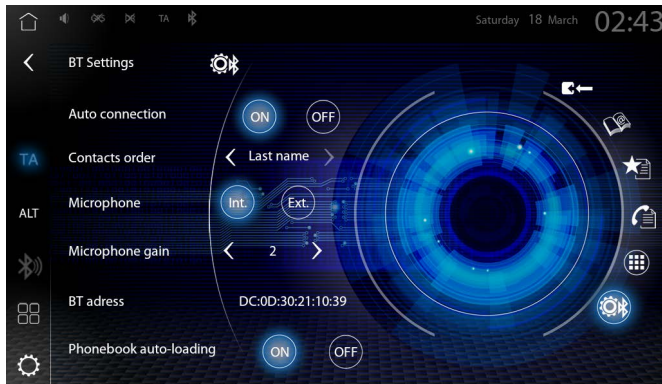 TA
Saturday 18 March 02:43
BT Settings
Auto connection ON OFF
TA
Contacts order Last name
ALT
Microphone Int. Ext.
Microphone gain 2
BT adress DC:0D:30:21:10:39
Phonebook auto-loading ON OFF